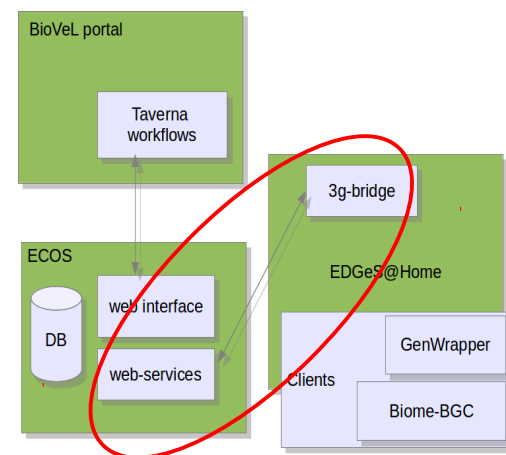 BioVeL portal
Taverna
workflows
3g-bridge
ECOS
EDGeS@Home
web interface
DB
GenWrapper
web-services
Clients
Biome-BGC